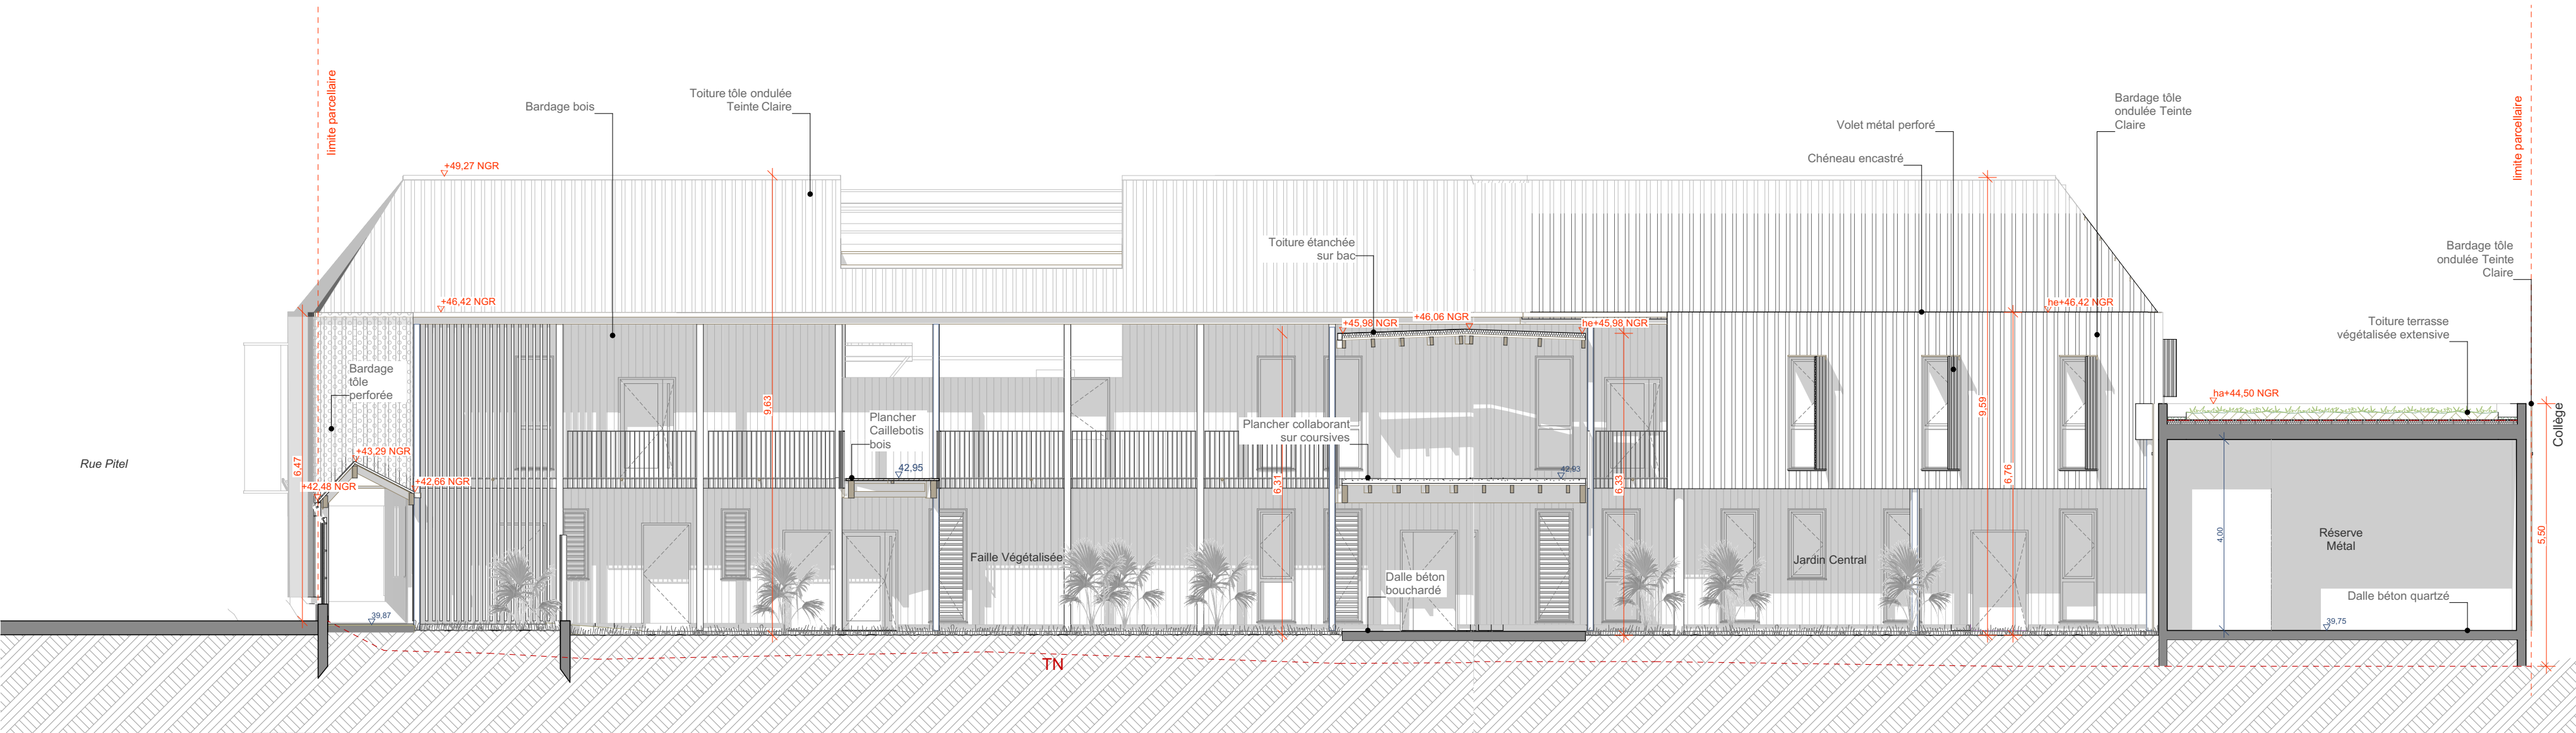 limite parcellaire
Bardage bois
Toiture tôle ondulée
Teinte Claire
+49,27 NGR
+46,42 NGR
Bardage
tôle
perforée
+43,29 NGR
+42,48 NGR
+42,66 NGR
6,47
Rue Pitel
39,87
9,63
Plancher
Caillebotis
bois
42,95
Faille Végétalisée
TN
Toiture étanchée
sur bac
+45,98 NGR
+46,06 NGR
he+45,98 NGR
Plancher collaborant
sur coursives
42,93
6,31
6,33
Dalle béton
bouchardé
Volet métal perforé
Chéneau encastré
Bardage tôle
ondulée Teinte
Claire
he+46,42 NGR
9,59
6,76
Jardin Central
limite parcellaire
Bardage tôle
ondulée Teinte
Claire
Toiture terrasse
végétalisée extensive
ha+44,50 NGR
Collège
4,00
Réserve
Métal
5,50
Dalle béton quartzé
39,75